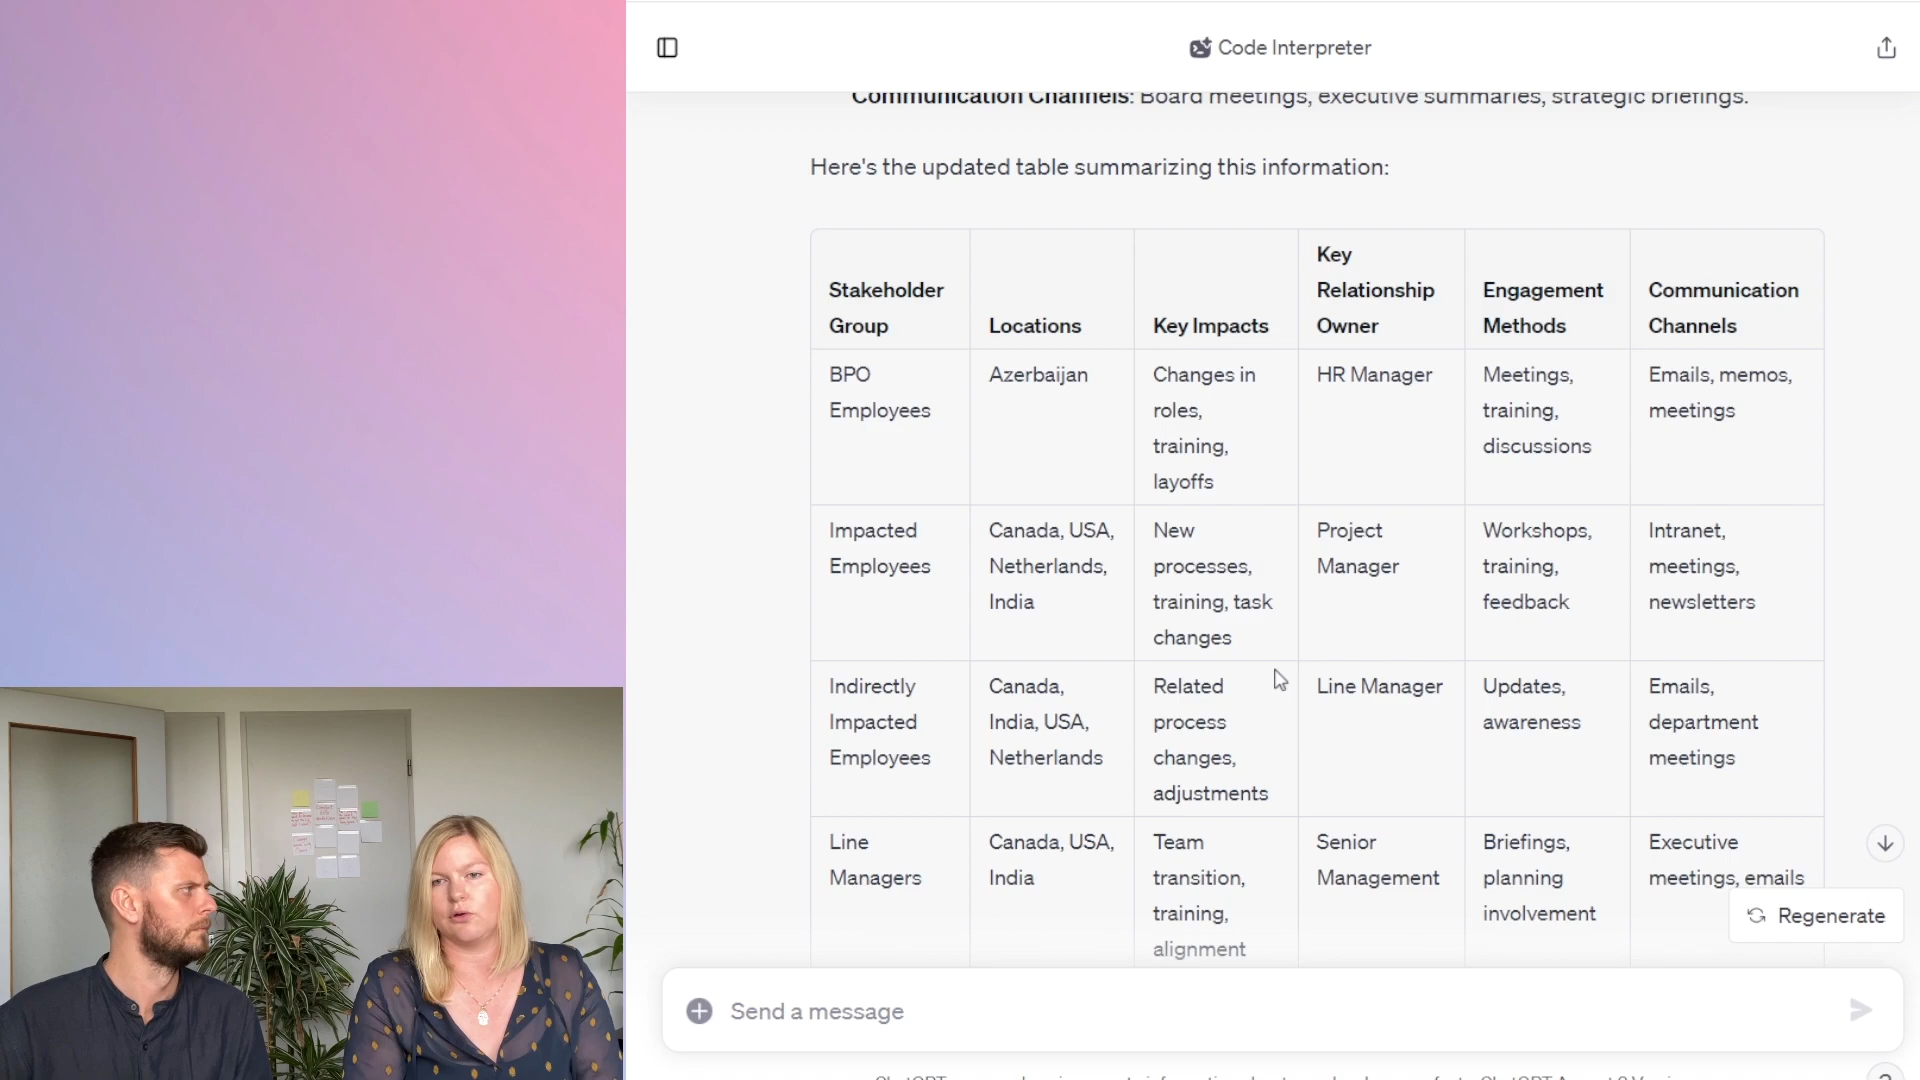 Code Interpreter
Communication Channels: Board meetings, executive summaries, strategic briefings.
Here's the updated table summarizing this information:
Stakeholder Group
Locations
Key Impacts
Key Relationship Owner
Engagement Methods
Communication Channels
BPO Employees
Azerbaijan
Changes in roles, training, layoffs
HR Manager
Meetings, training, discussions
Emails, memos, meetings
Impacted Employees
Canada, USA, Netherlands, India
New processes, training, task changes
Project Manager
Workshops, training, feedback
Intranet, meetings, newsletters
Indirectly Impacted Employees
Canada, India, USA, Netherlands
Related process changes, adjustments
Line Manager
Updates, awareness
Emails, department meetings
Line Managers
Canada, USA, India
Team transition, training, alignment
Senior Management
Briefings, planning involvement
Executive meetings, emails
Regenerate
Send a message